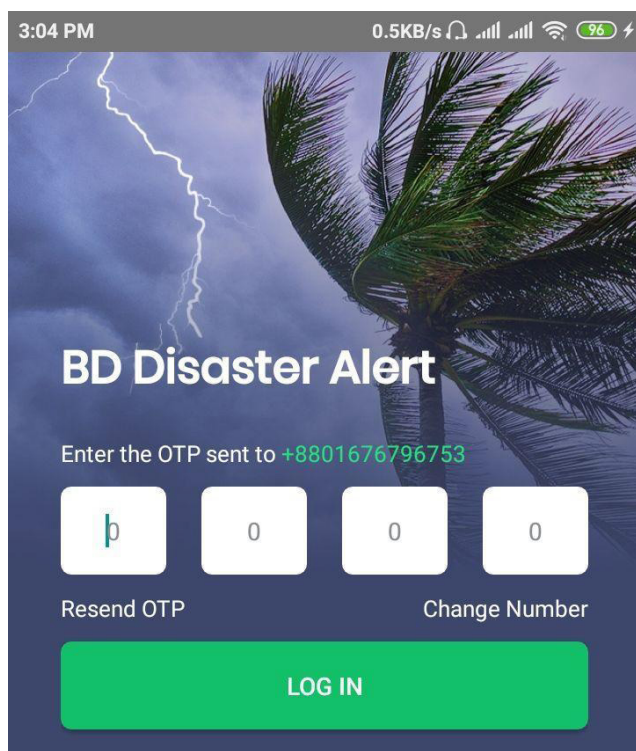 3:04 PM 0.5KB/s 96
BD Disaster Alert
Enter the OTP sent to +8801676796753
0 0 0 0
Resend OTP Change Number
LOG IN